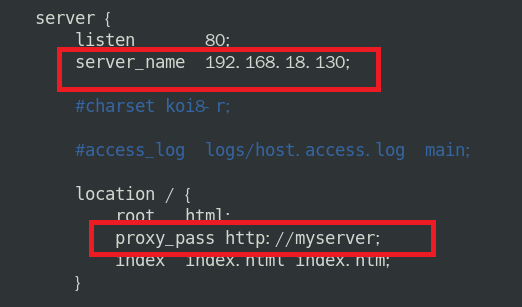 server {
listen 80;
server_name 192.168.18.130;
#charset koi8-r;
#access_log logs/host.access.log main;
location / {
root html;
proxy_pass http://myserver;
index index.html index.htm;
}